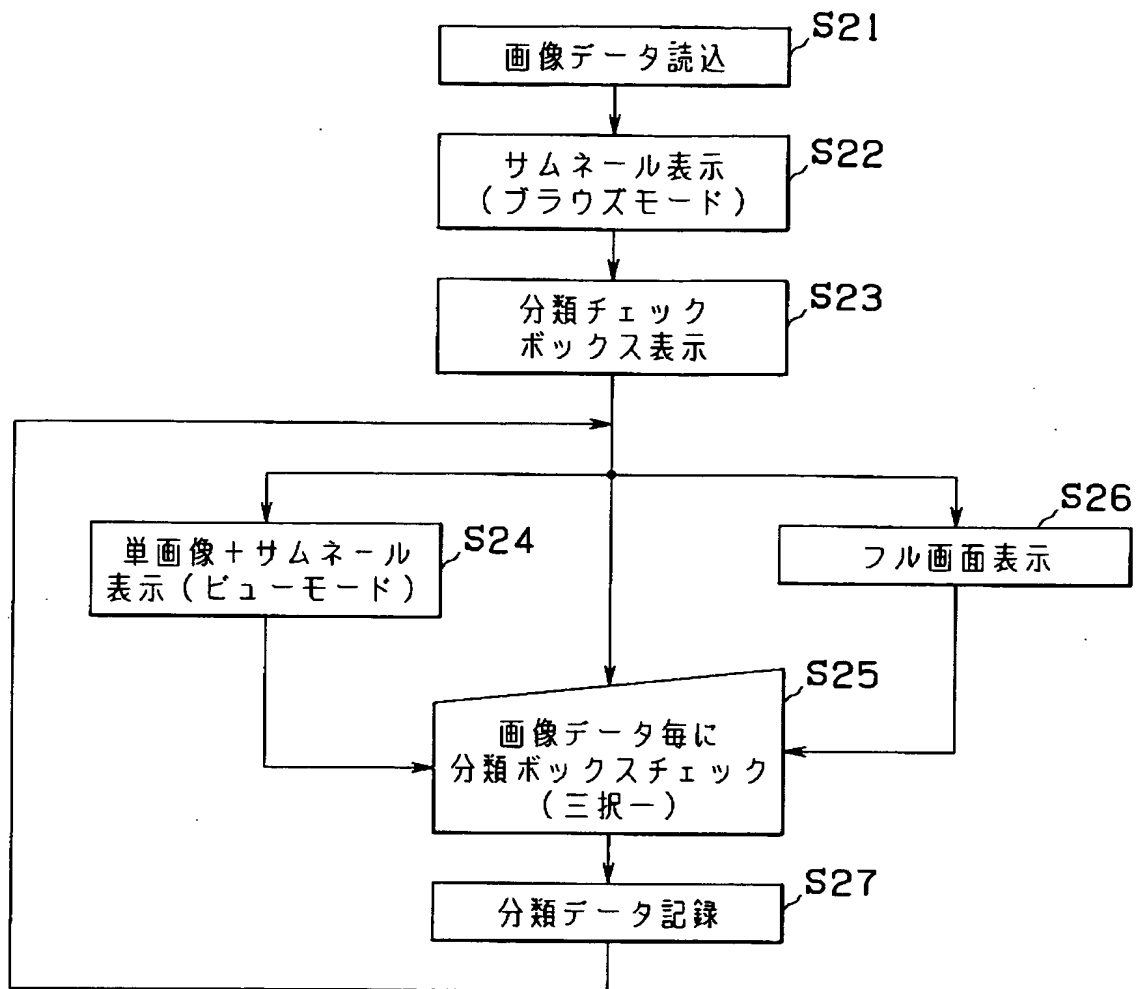 S21
画像データ読込
S22
サムネール表示
(ブラウズモード)
S23
分類チェック
ボックス表示
S24
単画像+サムネール
表示(ビューモード)
S26
フル画面表示
S25
画像データ毎に
分類ボックスチェック
(三択一)
S27
分類データ記録